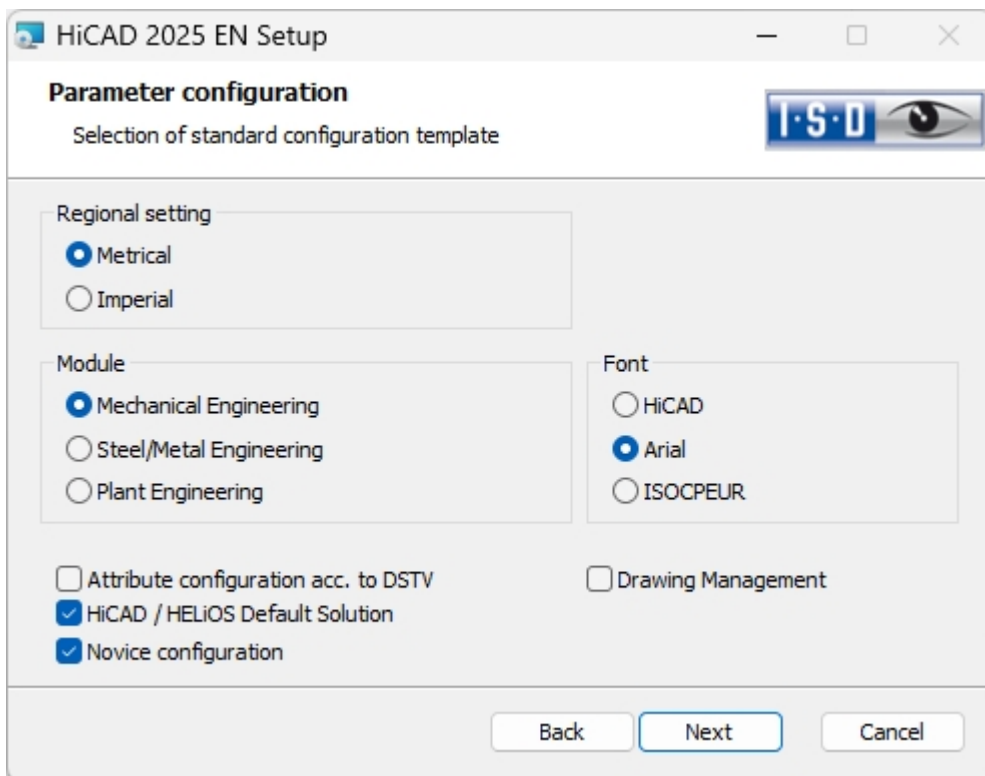 HiCAD 2025 EN Setup
Parameter configuration
Selection of standard configuration template
I·S·D
Regional setting
Metrical
Imperial
Module
Mechanical Engineering
Steel/Metal Engineering
Plant Engineering
Font
HiCAD
Arial
ISOCPEUR
Attribute configuration acc. to DSTV
Drawing Management
HiCAD / HELiOS Default Solution
Novice configuration
Back
Next
Cancel